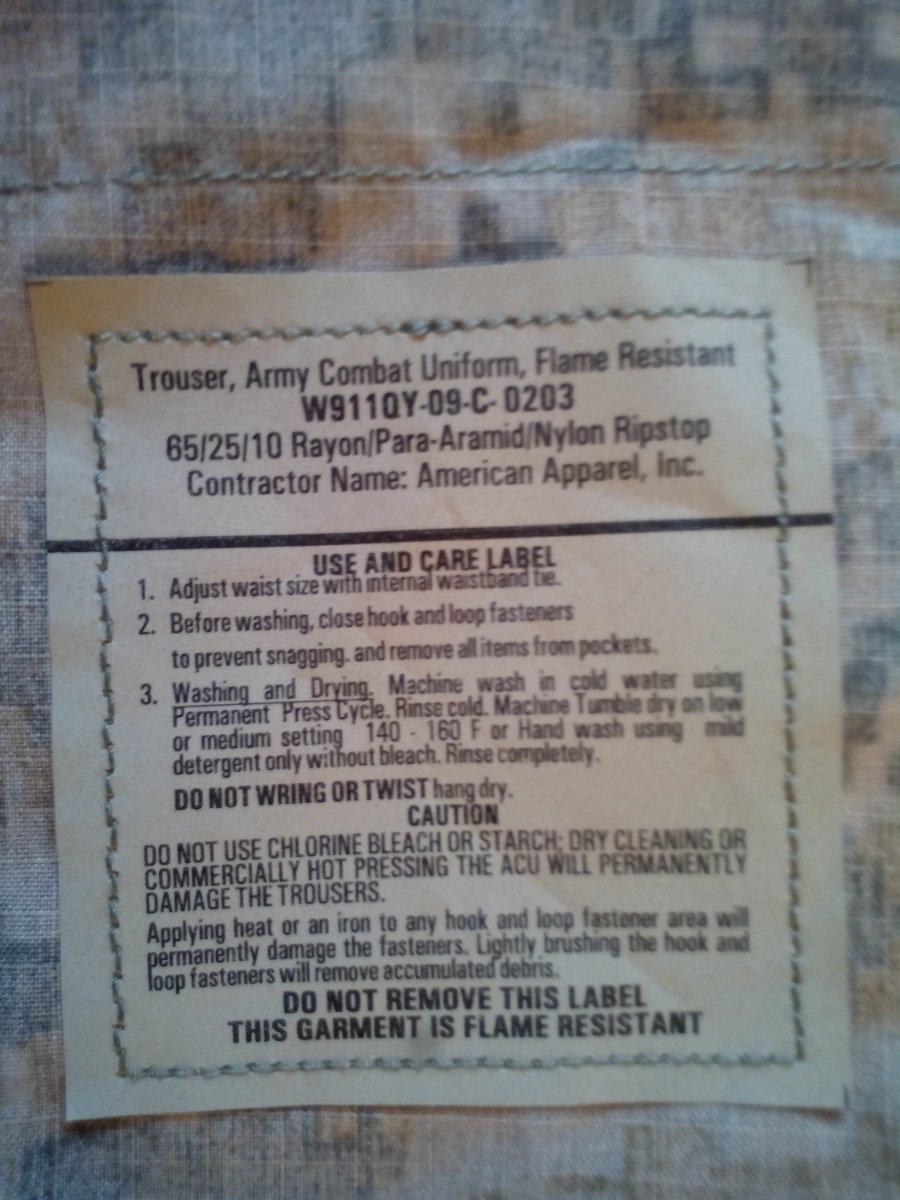 Trouser, Army Combat Uniform, Flame Resistant
W911QY-09-C- 0203
65/25/10 Rayon/Para-Aramid/Nylon Ripstop
Contractor Name: American Apparel, Inc.
USE AND CARE LABEL
1. Adjust waist size with internal waistband tie.
2. Before washing, close hook and loop fasteners
to prevent snagging. and remove all items from pockets.
3. Washing and Drying. Machine wash in cold water using
Permanent Press Cycle. Rinse cold. Machine Tumble dry on low
or medium setting 140 - 160 F or Hand wash using mild
detergent only without bleach. Rinse completely.
DO NOT WRING OR TWIST hang dry.
CAUTION
DO NOT USE CHLORINE BLEACH OR STARCH; DRY CLEANING OR
COMMERCIALLY HOT PRESSING THE ACU WILL PERMANENTLY
DAMAGE THE TROUSERS.
Applying heat or an iron to any hook and loop fastener area will
permanently damage the fasteners. Lightly brushing the hook and
loop fasteners will remove accumulated debris.
DO NOT REMOVE THIS LABEL
THIS GARMENT IS FLAME RESISTANT